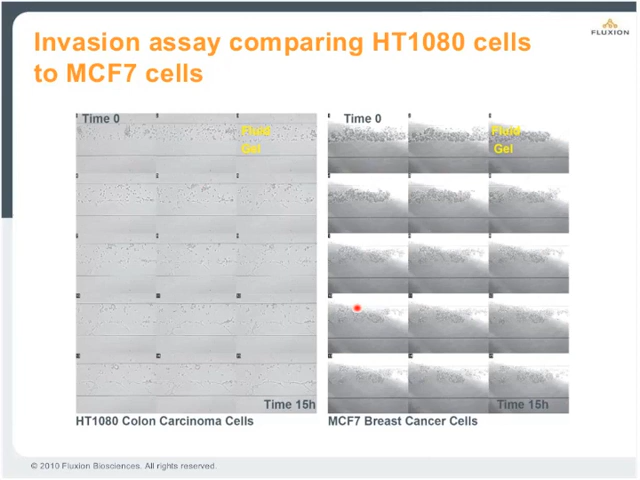 Invasion assay comparing HT1080 cells
to MCF7 cells
FLUXION
Time 0
Fluid
Gel
Time 15h
HT1080 Colon Carcinoma Cells
Time 0
Fluid
Gel
Time 15h
MCF7 Breast Cancer Cells
© 2010 Fluxion Biosciences. All rights reserved.